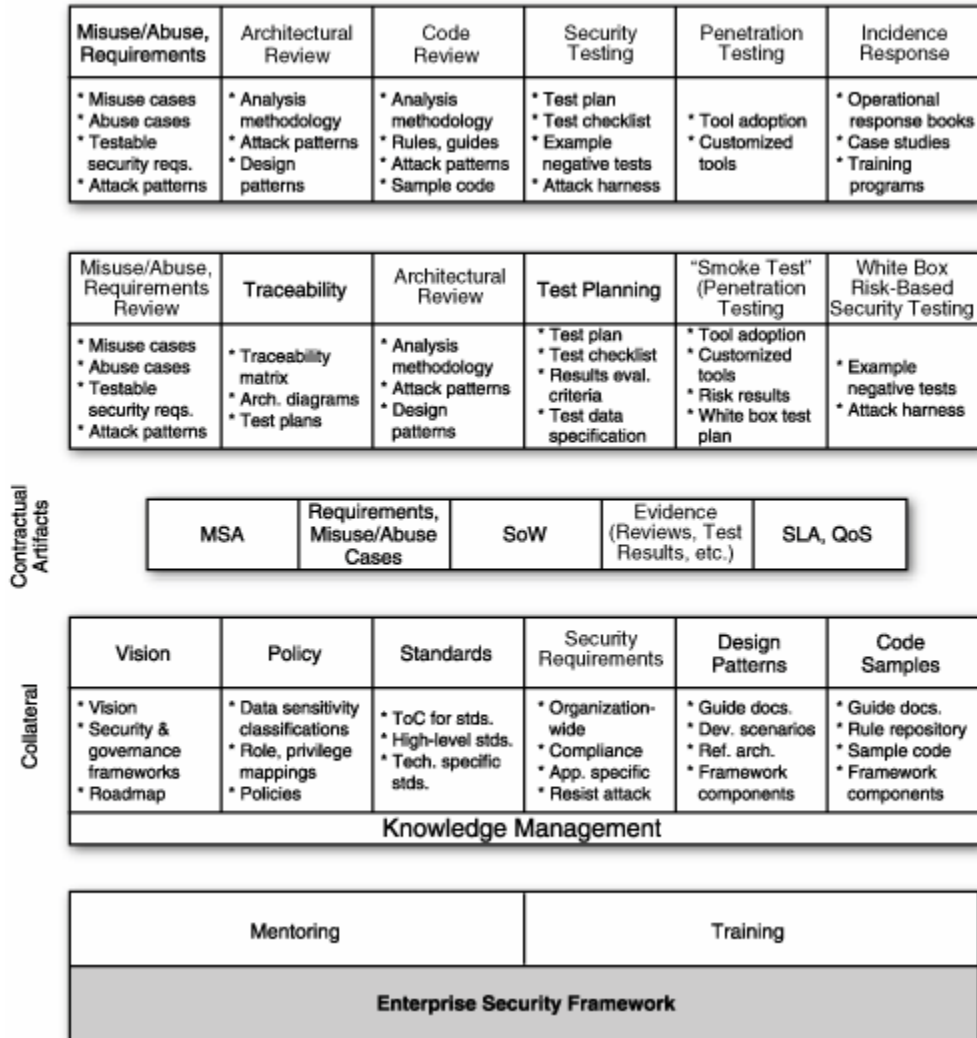 Misuse/Abuse,
Requirements
Architectural
Review
Code
Review
Security
Testing
Penetration
Testing
Incidence
Response
* Misuse cases
* Abuse cases
* Testable
security reqs.
* Attack patterns
* Analysis
methodology
* Attack patterns
* Design
patterns
* Analysis
methodology
* Rules, guides
* Attack patterns
* Sample code
* Test plan
* Test checklist
* Example
negative tests
* Attack harness
* Tool adoption
* Customized
tools
* Operational
response books
* Case studies
* Training
programs
Misuse/Abuse,
Requirements
Review
Traceability
Architectural
Review
Test Planning
“Smoke Test”
(Penetration
Testing
White Box
Risk-Based
Security Testing
* Misuse cases
* Abuse cases
* Testable
security reqs.
* Attack patterns
* Traceability
matrix
* Arch. diagrams
* Test plans
* Analysis
methodology
* Attack patterns
* Design
patterns
* Test plan
* Test checklist
* Results eval.
criteria
* Test data
specification
* Tool adoption
* Customized
tools
* Risk results
* White box test
plan
* Example
negative tests
* Attack harness
Contractual
Artifacts
MSA
Requirements,
Misuse/Abuse
Cases
SoW
Evidence
(Reviews, Test
Results, etc.)
SLA, QoS
Collateral
Vision
Policy
Standards
Security
Requirements
Design
Patterns
Code
Samples
* Vision
* Security &
governance
frameworks
* Roadmap
* Data sensitivity
classifications
* Role, privilege
mappings
* Policies
* ToC for stds.
* High-level stds.
* Tech. specific
stds.
* Organization-
wide
* Compliance
* App. specific
* Resist attack
* Guide docs.
* Dev. scenarios
* Ref. arch.
* Framework
components
* Guide docs.
* Rule repository
* Sample code
* Framework
components
Knowledge Management
Mentoring
Training
Enterprise Security Framework